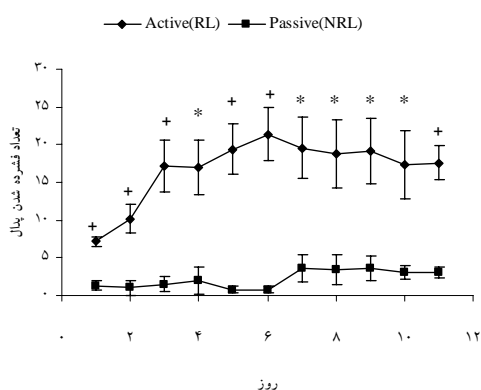 Active(RL) Passive(NRL)
تعداد فشرده شدن پدال
۳۰
۲۵
۲۰
۱۵
۱۰
۵
۰
+ + + * + + * * * * +
۰ ۲ ۴ ۶ ۸ ۱۰ ۱۲
روز